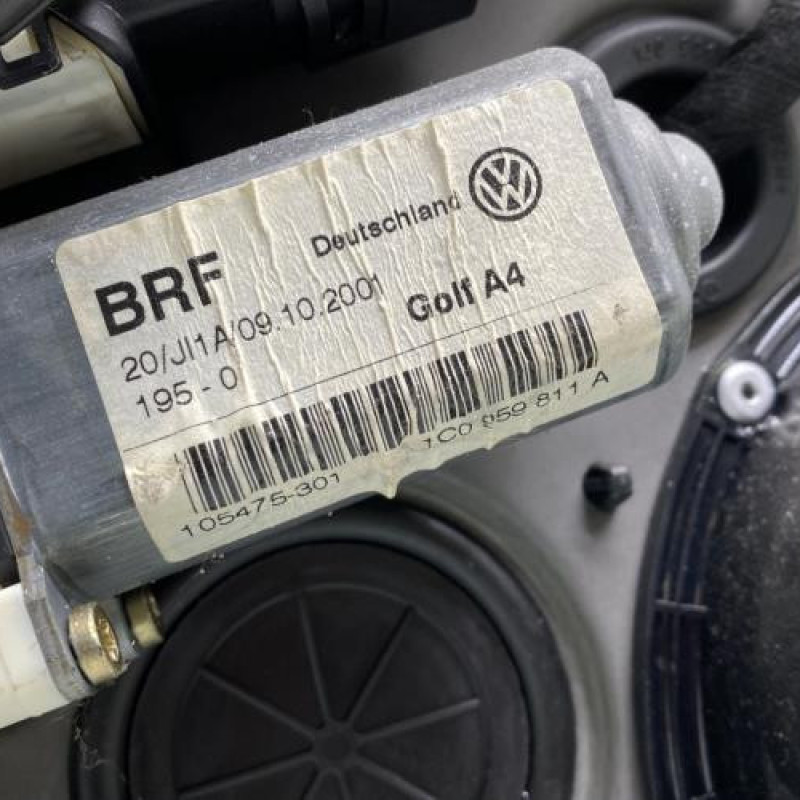 Deutschland
BRF
20/JI1A/09.10.2001
Golf A4
195-0
105475-301
1C0 959 811 A